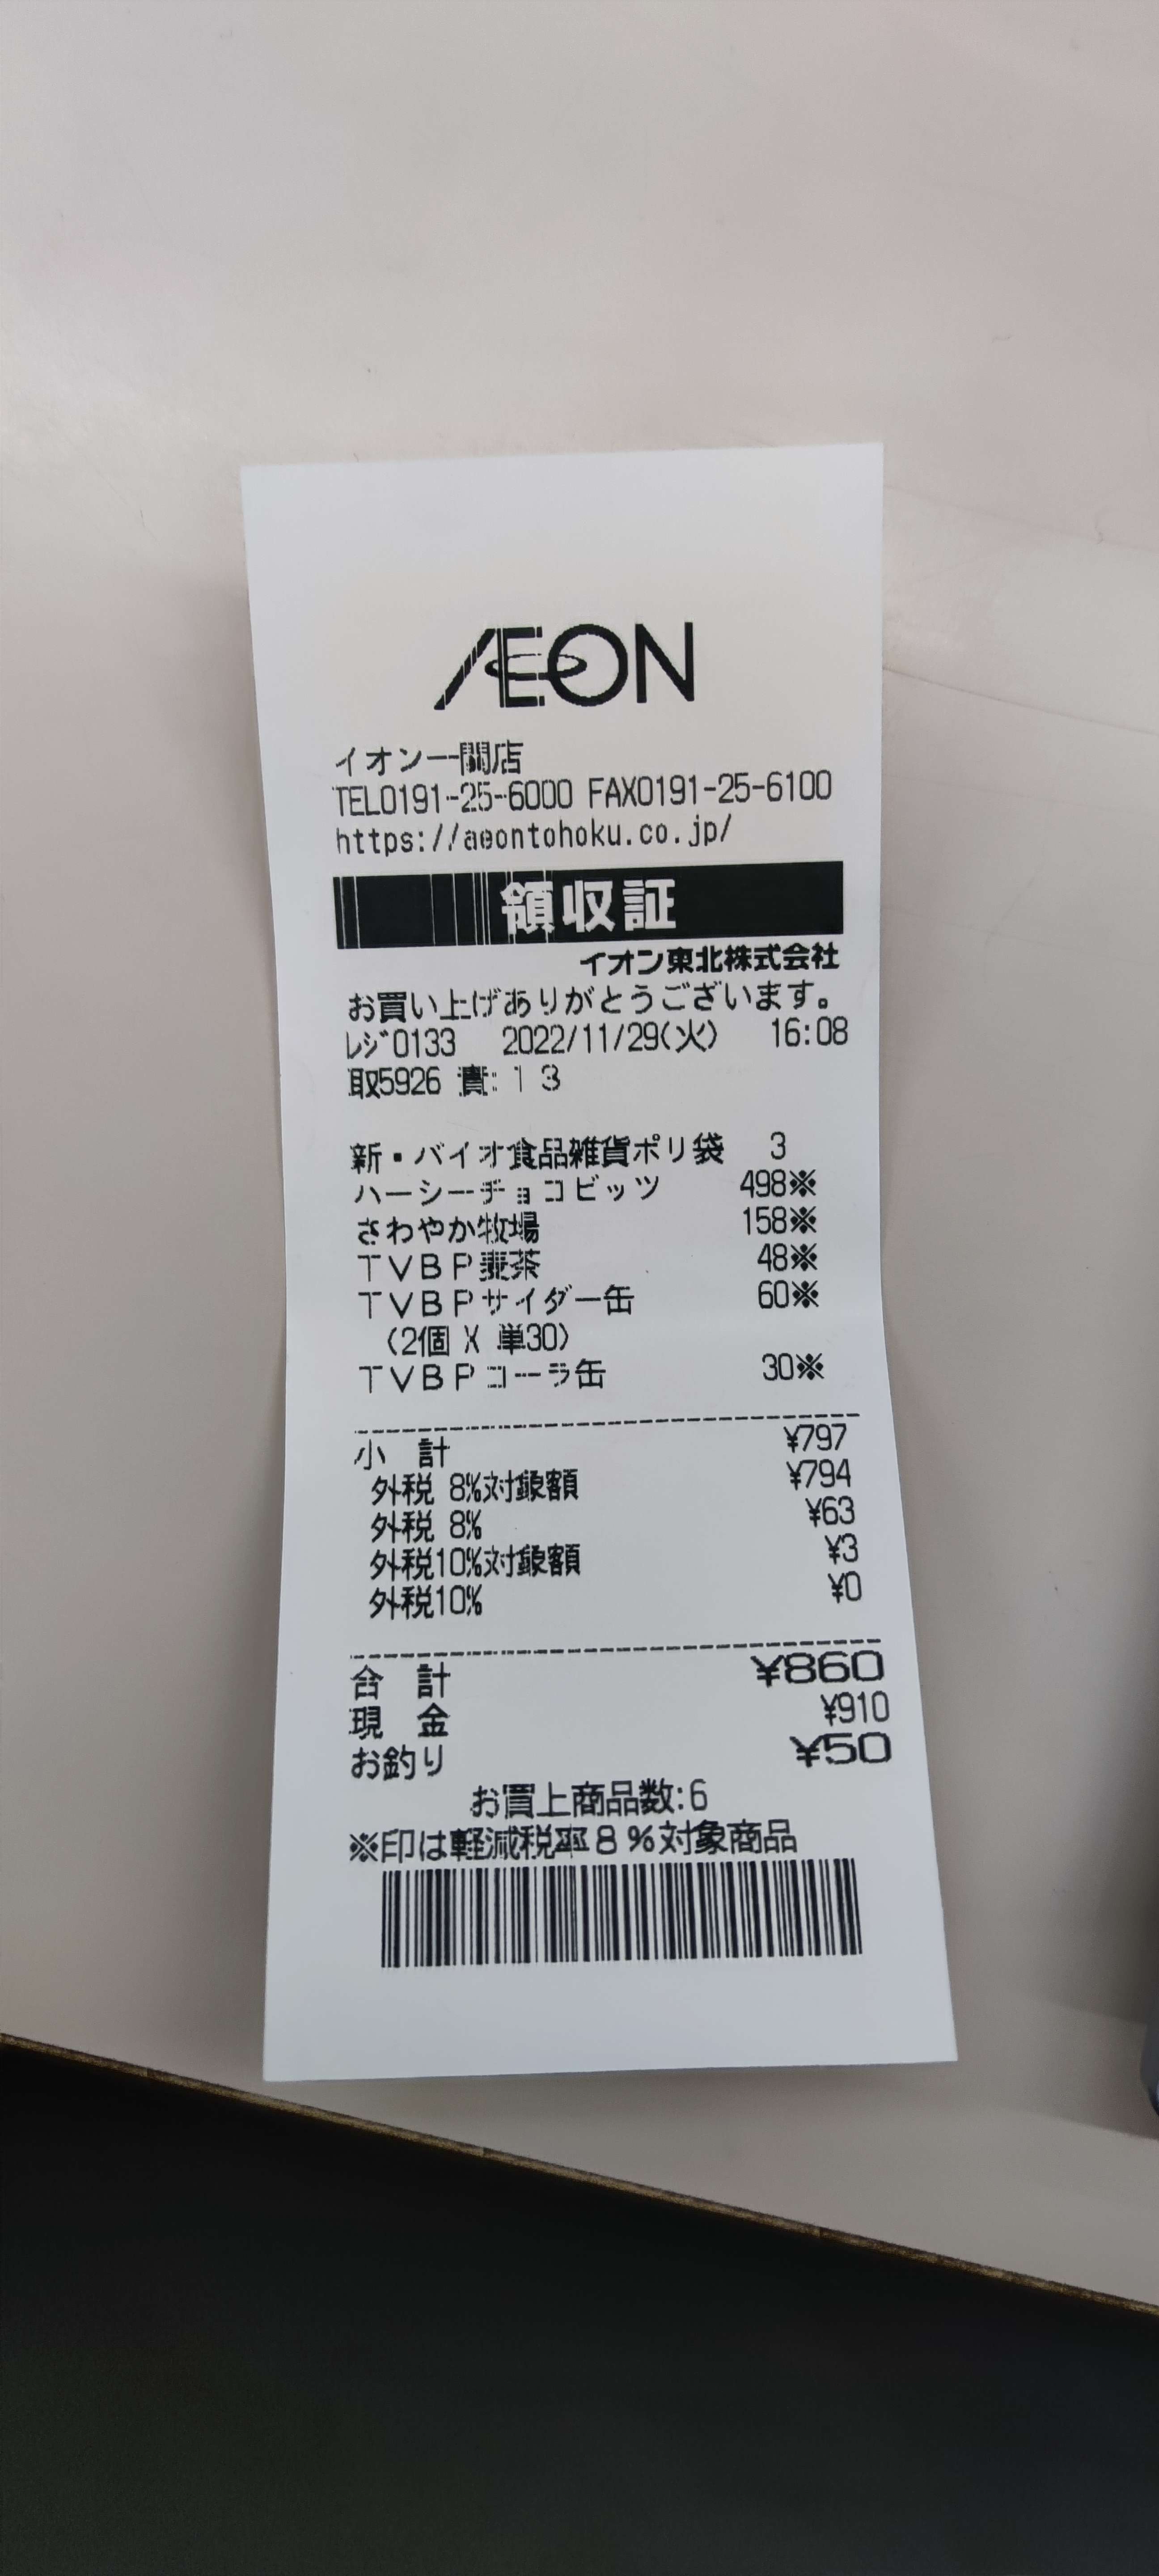 ÆON
イオン一関店
TEL0191-25-6000 FAX0191-25-6100
https://aeontohoku.co.jp/
領収証
イオン東北株式会社
お買い上げありがとうございます。
ﾚｼﾞ0133 2022/11/29(火) 16:08
取5926 責:13
新・バイオ食品雑貨ポリ袋 3
ハーシーチョコビッツ 498※
さわやか牧場 158※
TVBP麦茶 48※
TVBPサイダー缶 60※
(2個 X 単30)
TVBPコーラ缶 30※
小 計 ¥797
外税 8%対象額 ¥794
外税 8% ¥63
外税10%対象額 ¥3
外税10% ¥0
合 計 ¥860
現 金 ¥910
お釣り ¥50
お買上商品数:6
※印は軽減税率8%対象商品